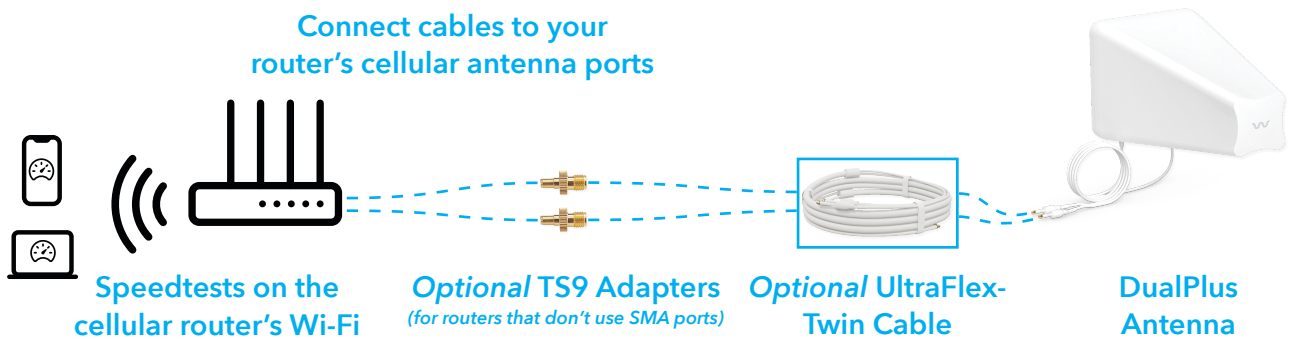 Connect cables to your
router’s cellular antenna ports
Speedtests on the
cellular router’s Wi-Fi
Optional TS9 Adapters
(for routers that don’t use SMA ports)
Optional UltraFlex-
Twin Cable
DualPlus
Antenna